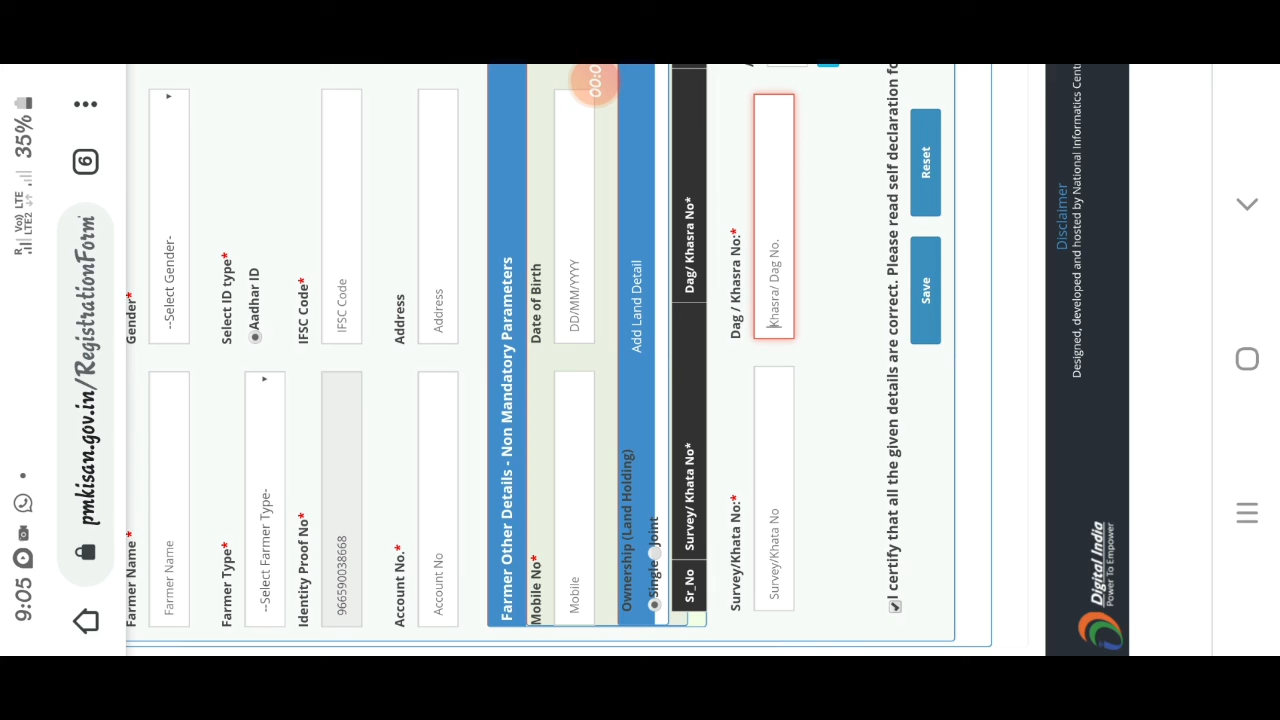 9:05
R Vo)) LTE LTE2 35%
pmkisan.gov.in/RegistrationForm
6
Farmer Name * Gender*
Farmer Name --Select Gender-
Farmer Type* Select ID type*
--Select Farmer Type- Aadhar ID
Identity Proof No* IFSC Code*
966590038668 IFSC Code
Account No.* Address
Account No Address
Farmer Other Details - Non Mandatory Parameters
Mobile No* Date of Birth
Mobile DD/MM/YYYY
00:0
Ownership (Land Holding) Add Land Detail
Single Joint
Sr_No Survey/ Khata No* Dag/ Khasra No*
Survey/Khata No:* Dag / Khasra No:*
Survey/Khata No Khasra/ Dag No.
I certify that all the given details are correct. Please read self declaration fo
Save Reset
Disclaimer
Designed, developed and hosted by National Informatics Cent
Digital India
Power To Empower